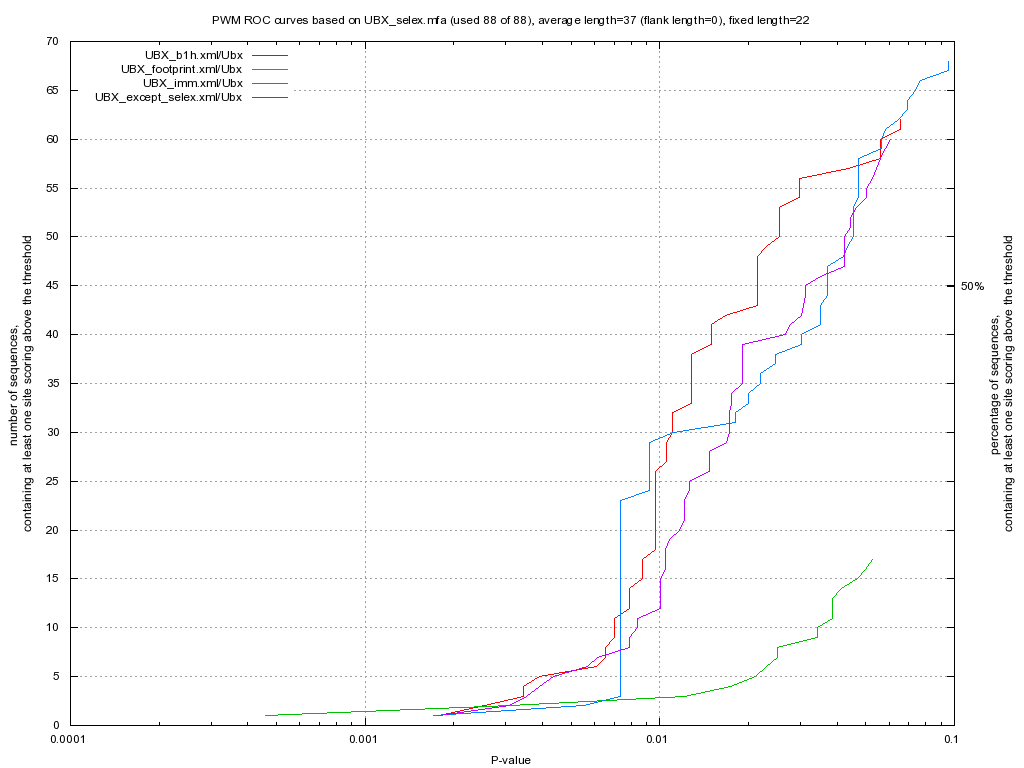 PWM ROC curves based on UBX_selex.mfa (used 88 of 88), average length=37 (flank length=0), fixed length=22
UBX_b1h.xml/Ubx
UBX_footprint.xml/Ubx
UBX_imm.xml/Ubx
UBX_except_selex.xml/Ubx
70
65
60
55
50
45
40
35
30
25
20
15
10
5
0
number of sequences,
containing at least one site scoring above the threshold
50%
percentage of sequences,
containing at least one site scoring above the threshold
0.0001
0.001
0.01
0.1
P-value